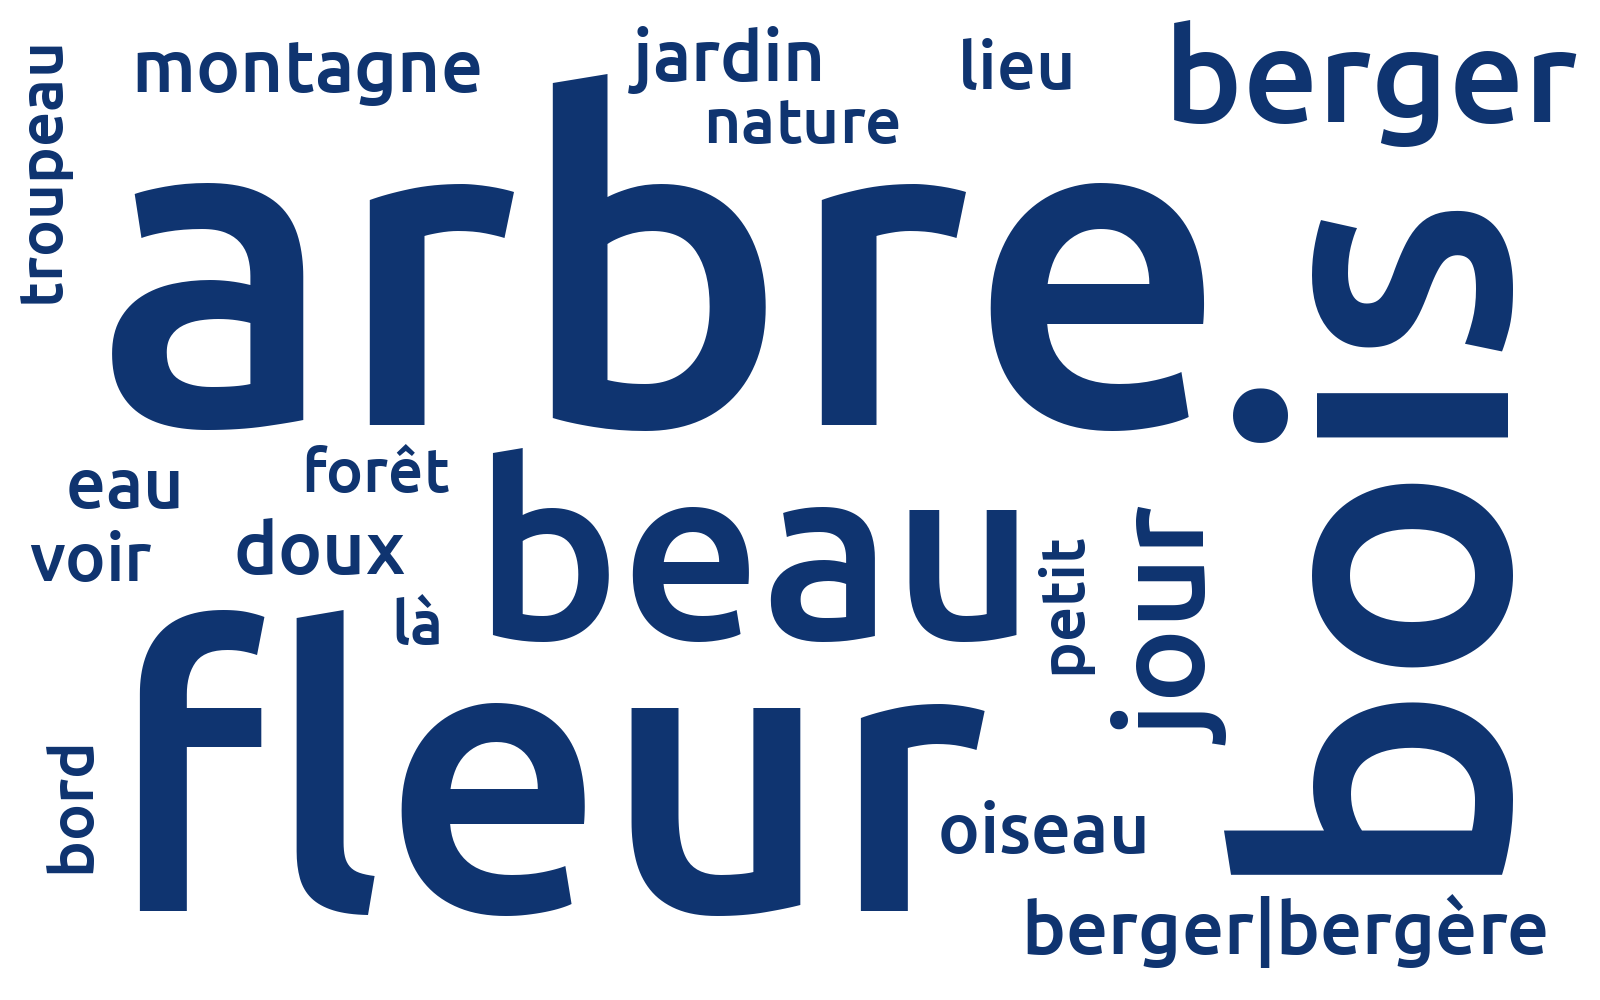 troupeau
montagne
jardin
nature
lieu
berger
arbre
bois
eau
forêt
voir
doux
là
beau
petit
jour
fleur
bord
oiseau
berger|bergère